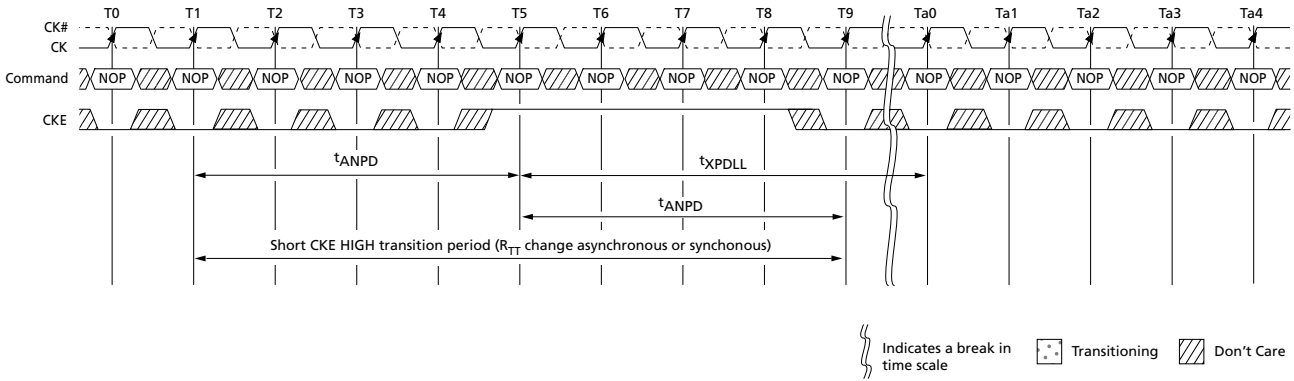 T0 T1 T2 T3 T4 T5 T6 T7 T8 T9 Ta0 Ta1 Ta2 Ta3 Ta4
CK#
CK
Command NOP NOP NOP NOP NOP NOP NOP NOP NOP NOP NOP NOP NOP NOP NOP
CKE
tANPD tXPDLL
tANPD
Short CKE HIGH transition period (RTT change asynchronous or synchonous)
Indicates a break in
time scale
Transitioning
Don't Care